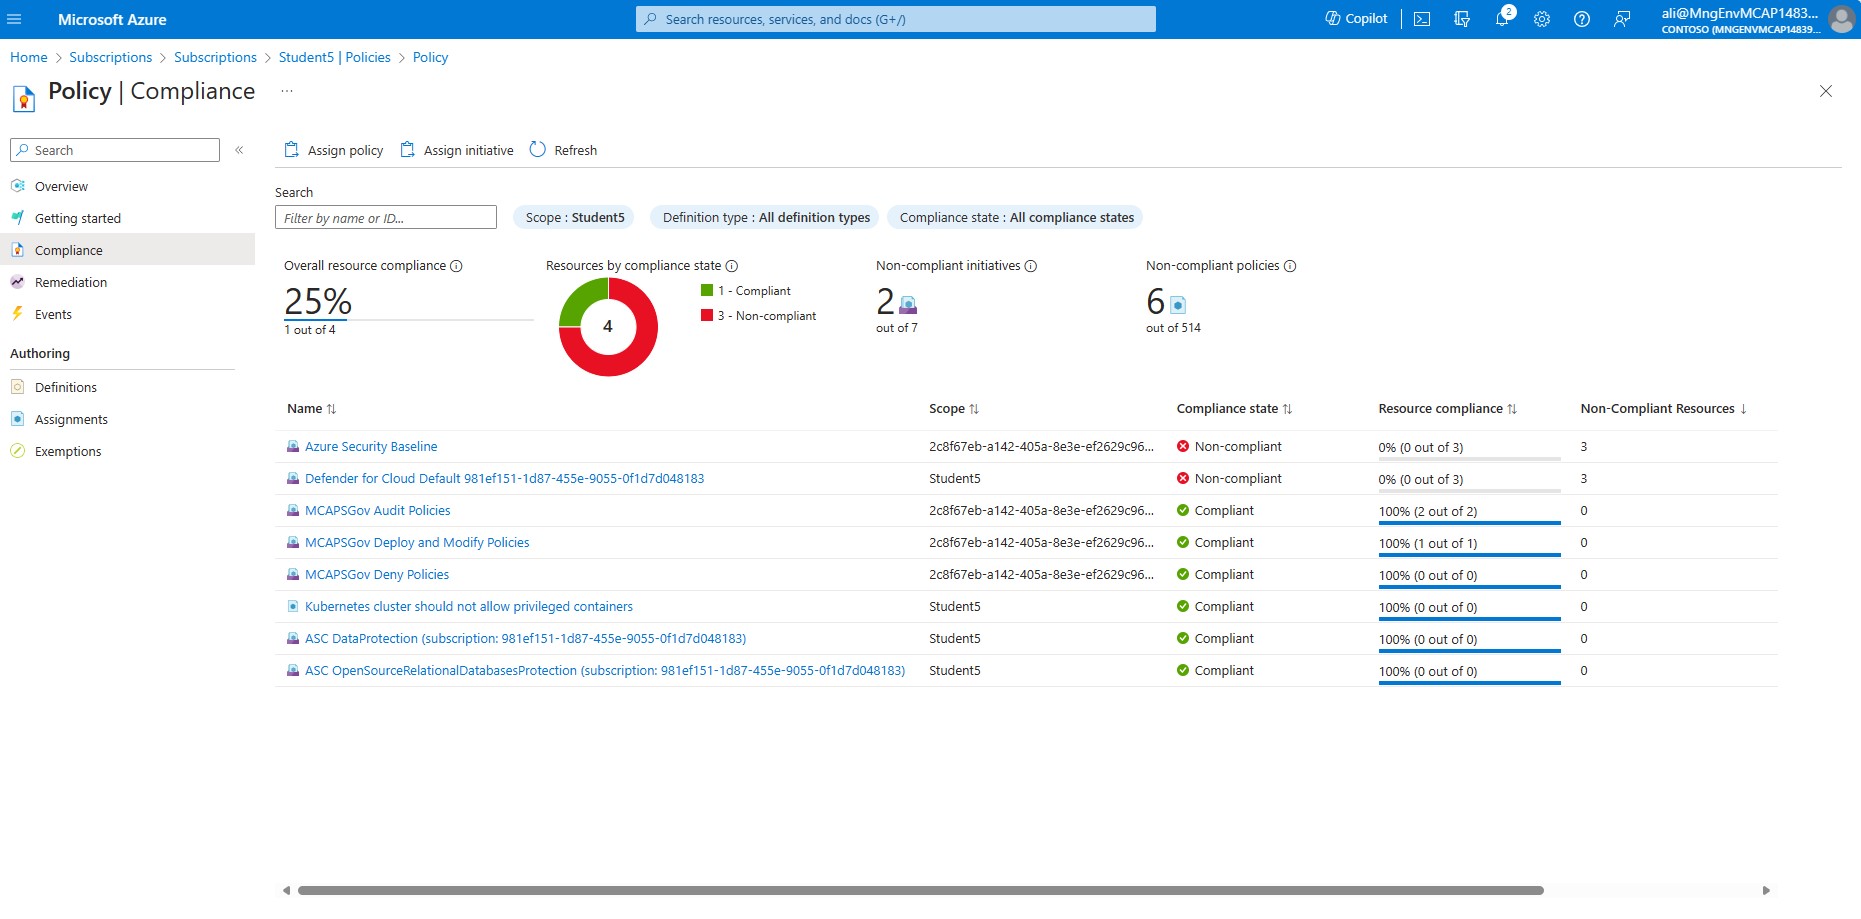 Microsoft Azure
Search resources, services, and docs (G+/)
Copilot
2
ali@MngEnvMCAP1483...
CONTOSO (MNGENVMCAP14839...
Home > Subscriptions > Subscriptions > Student5 | Policies > Policy
Policy | Compliance ...
Search
«
Overview
Getting started
Compliance
Remediation
Events
Authoring
Definitions
Assignments
Exemptions
Assign policy Assign initiative Refresh
Search
Filter by name or ID...
Scope : Student5
Definition type : All definition types
Compliance state : All compliance states
Overall resource compliance
25%
1 out of 4
Resources by compliance state
4
1 - Compliant
3 - Non-compliant
Non-compliant initiatives
2
out of 7
Non-compliant policies
6
out of 514
Name ↑↓ Scope ↑↓ Compliance state ↑↓ Resource compliance ↑↓ Non-Compliant Resources ↓
Azure Security Baseline 2c8f67eb-a142-405a-8e3e-ef2629c96... Non-compliant 0% (0 out of 3) 3
Defender for Cloud Default 981ef151-1d87-455e-9055-0f1d7d048183 Student5 Non-compliant 0% (0 out of 3) 3
MCAPSGov Audit Policies 2c8f67eb-a142-405a-8e3e-ef2629c96... Compliant 100% (2 out of 2) 0
MCAPSGov Deploy and Modify Policies 2c8f67eb-a142-405a-8e3e-ef2629c96... Compliant 100% (1 out of 1) 0
MCAPSGov Deny Policies 2c8f67eb-a142-405a-8e3e-ef2629c96... Compliant 100% (0 out of 0) 0
Kubernetes cluster should not allow privileged containers Student5 Compliant 100% (0 out of 0) 0
ASC DataProtection (subscription: 981ef151-1d87-455e-9055-0f1d7d048183) Student5 Compliant 100% (0 out of 0) 0
ASC OpenSourceRelationalDatabasesProtection (subscription: 981ef151-1d87-455e-9055-0f1d7d048183) Student5 Compliant 100% (0 out of 0) 0